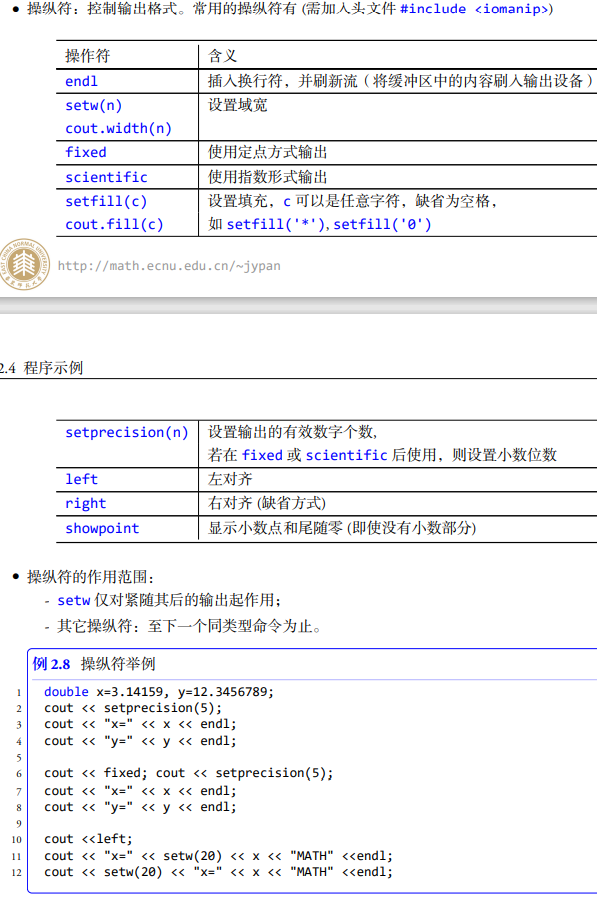 • 操纵符：控制输出格式。常用的操纵符有 (需加入头文件 #include <iomanip>)
操作符 含义
endl 插入换行符，并刷新流（将缓冲区中的内容刷入输出设备）
setw(n) 设置域宽
cout.width(n)
fixed 使用定点方式输出
scientific 使用指数形式输出
setfill(c) 设置填充，c 可以是任意字符，缺省为空格，
cout.fill(c) 如 setfill('*'), setfill('0')
EAST CHINA NORMAL UNIVERSITY
http://math.ecnu.edu.cn/~jypan
2.4 程序示例
setprecision(n) 设置输出的有效数字个数,
若在 fixed 或 scientific 后使用，则设置小数位数
left 左对齐
right 右对齐 (缺省方式)
showpoint 显示小数点和尾随零 (即使没有小数部分)
• 操纵符的作用范围：
- setw 仅对紧随其后的输出起作用；
- 其它操纵符：至下一个同类型命令为止。
例 2.8 操纵符举例
1 double x=3.14159, y=12.3456789;
2 cout << setprecision(5);
3 cout << "x=" << x << endl;
4 cout << "y=" << y << endl;
5
6 cout << fixed; cout << setprecision(5);
7 cout << "x=" << x << endl;
8 cout << "y=" << y << endl;
9
10 cout <<left;
11 cout << "x=" << setw(20) << x << "MATH" <<endl;
12 cout << setw(20) << "x=" << x << "MATH" <<endl;